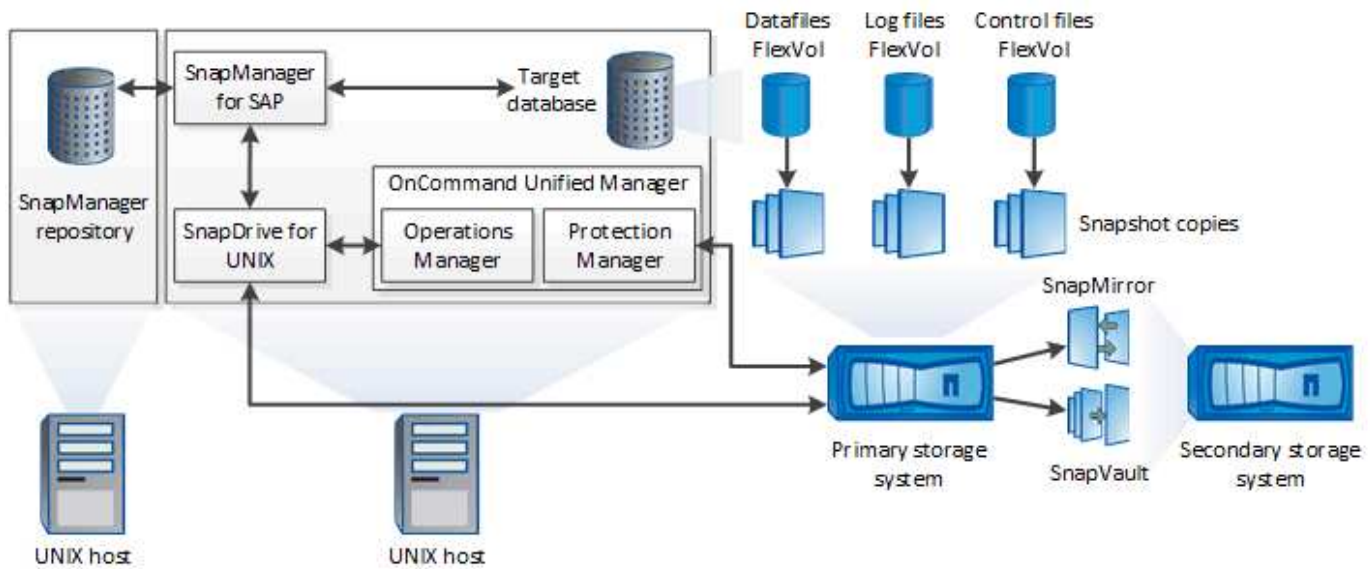 Datafiles
FlexVol
Log files
FlexVol
Control files
FlexVol
SnapManager
for SAP
Target
database
SnapManager
repository
OnCommand Unified Manager
SnapDrive for
UNIX
Operations
Manager
Protection
Manager
Snapshot copies
SnapMirror
Primary storage
system
SnapVault
Secondary storage
system
UNIX host
UNIX host